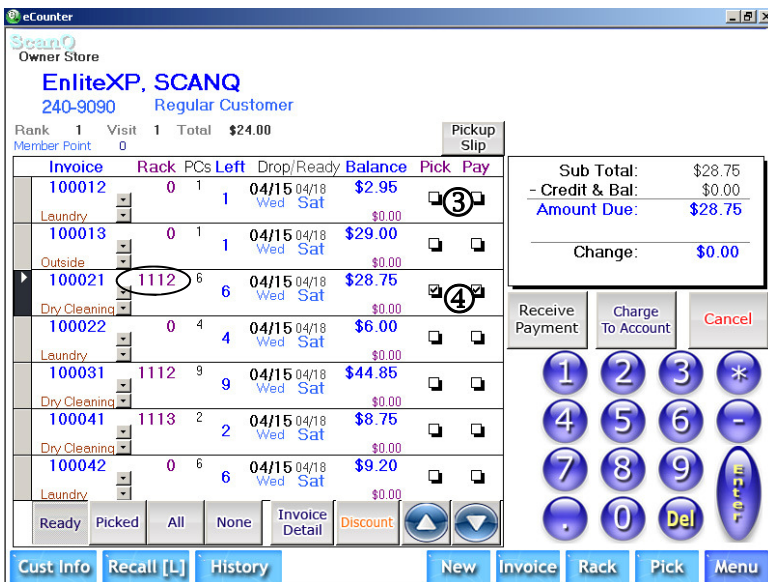 eCounter
ScanQ
Owner Store
EnliteXP, SCANQ
240-9090 Regular Customer
Rank 1 Visit 1 Total $24.00
Member Point 0
Pickup
Slip
Invoice Rack PCs Left Drop/Ready Balance Pick Pay
100012 0 1 1 04/15 04/18 $2.95
Wed Sat
Laundry $0.00
③
100013 0 1 1 04/15 04/18 $29.00
Wed Sat
Outside $0.00
100021 1112 6 6 04/15 04/18 $28.75
Wed Sat
Dry Cleaning $0.00
④
100022 0 4 4 04/15 04/18 $6.00
Wed Sat
Laundry $0.00
100031 1112 9 9 04/15 04/18 $44.85
Wed Sat
Dry Cleaning $0.00
100041 1113 2 2 04/15 04/18 $8.75
Wed Sat
Dry Cleaning $0.00
100042 0 6 6 04/15 04/18 $9.20
Wed Sat
Laundry $0.00
Ready Picked All None Invoice
Detail Discount
Sub Total: $28.75
- Credit & Bal: $0.00
Amount Due: $28.75
Change: $0.00
Receive
Payment
Charge
To Account
Cancel
1 2 3 *
4 5 6 -
7 8 9 Enter
. 0 Del
Cust Info Recall [L] History New Invoice Rack Pick Menu